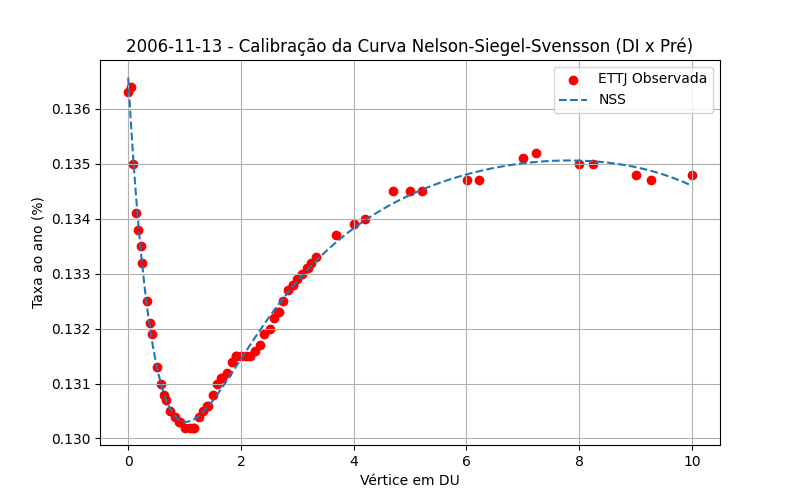 2006-11-13 - Calibração da Curva Nelson-Siegel-Svensson (DI x Pré)
ETTJ Observada
NSS
Taxa ao ano (%)
0.136
0.135
0.134
0.133
0.132
0.131
0.130
0 2 4 6 8 10
Vértice em DU